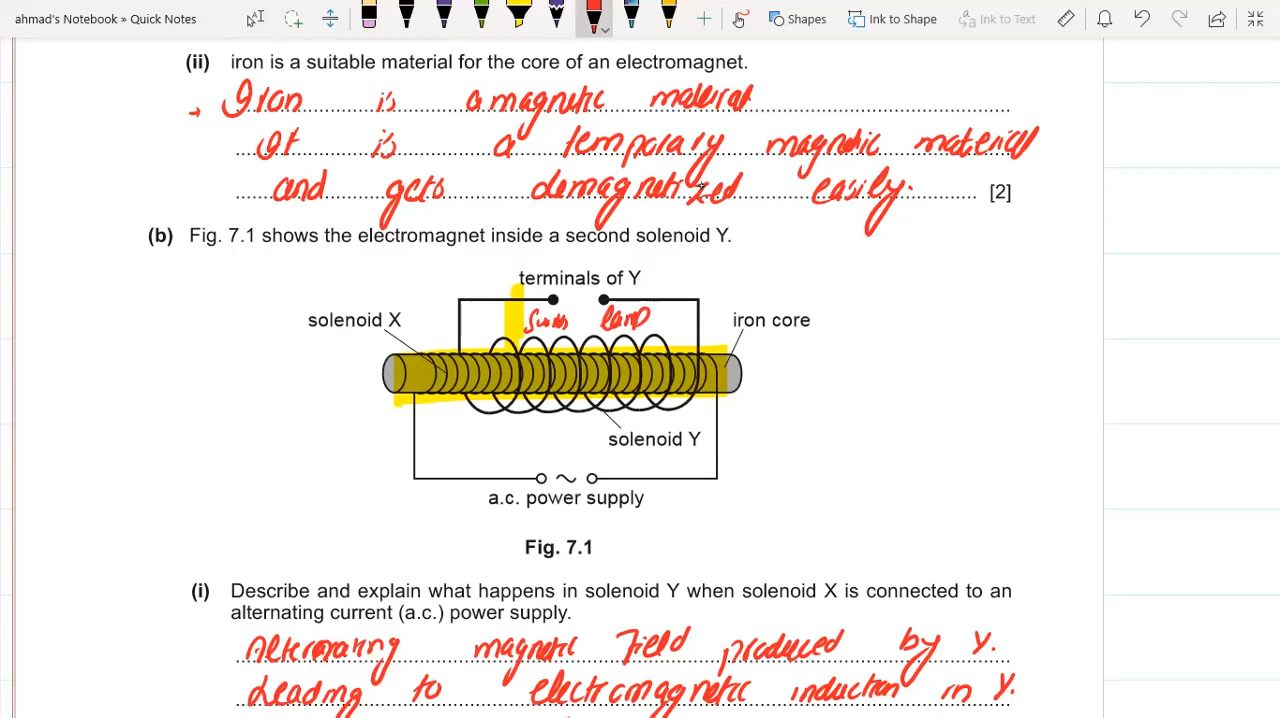 ahmad's Notebook » Quick Notes
Shapes
Ink to Shape
Ink to Text
(ii) iron is a suitable material for the core of an electromagnet.
→ Iron is a magnetic material
It is a temporary magnetic material
and gets demagnetized easily. [2]
(b) Fig. 7.1 shows the electromagnet inside a second solenoid Y.
terminals of Y
solenoid X
lamp
iron core
solenoid Y
a.c. power supply
Fig. 7.1
(i) Describe and explain what happens in solenoid Y when solenoid X is connected to an
alternating current (a.c.) power supply.
Alternating magnetic Field produced by Y.
Leading to electromagnetic induction in Y.